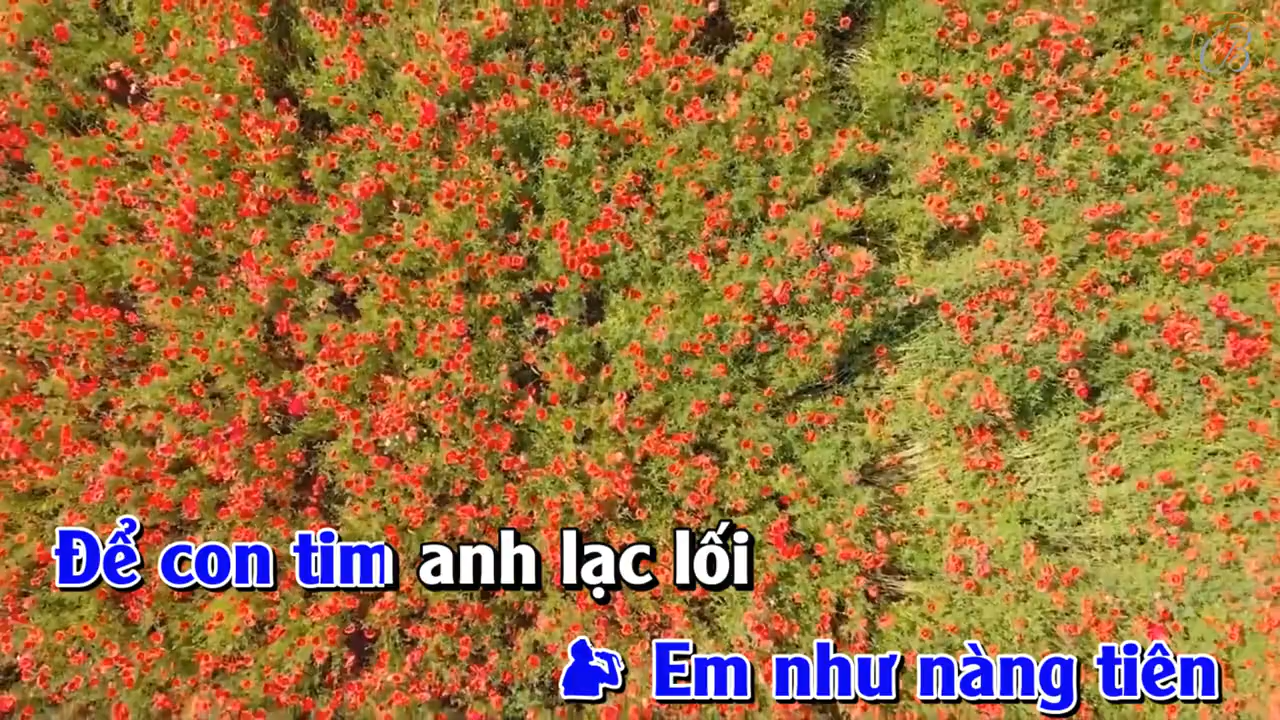 Để con tim anh lạc lối
Em như nàng tiên